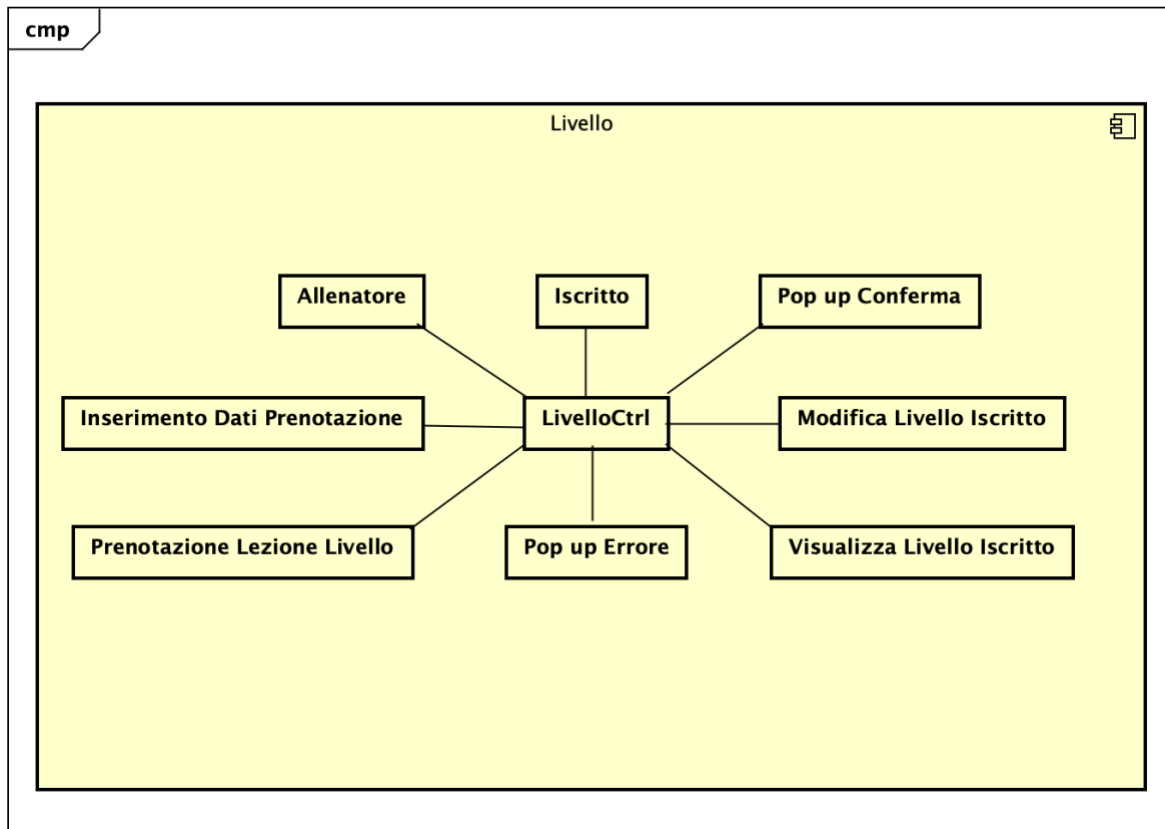 cmp
Livello
Allenatore
Iscritto
Pop up Conferma
Inserimento Dati Prenotazione
LivelloCtrl
Modifica Livello Iscritto
Prenotazione Lezione Livello
Pop up Errore
Visualizza Livello Iscritto